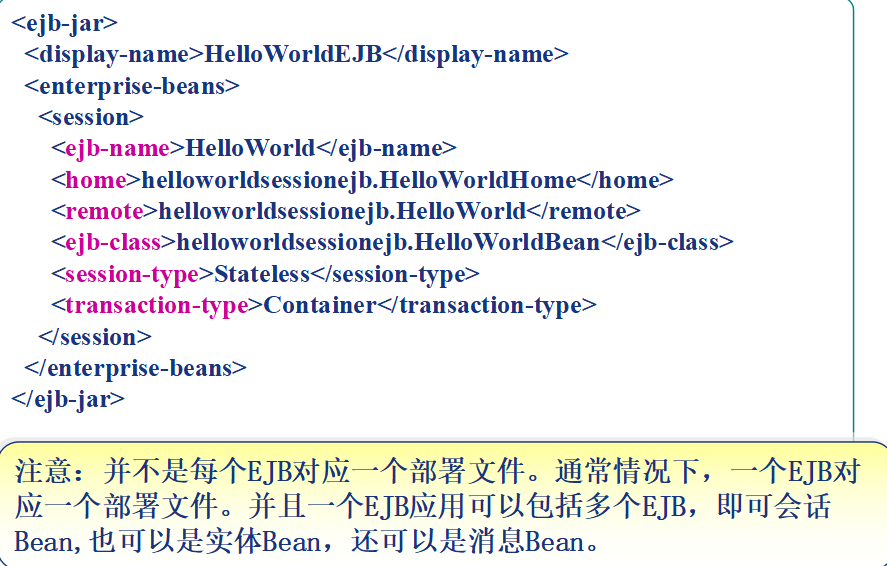 <ejb-jar>
<display-name>HelloWorldEJB</display-name>
<enterprise-beans>
<session>
<ejb-name>HelloWorld</ejb-name>
<home>helloworldsessionejb.HelloWorldHome</home>
<remote>helloworldsessionejb.HelloWorld</remote>
<ejb-class>helloworldsessionejb.HelloWorldBean</ejb-class>
<session-type>Stateless</session-type>
<transaction-type>Container</transaction-type>
</session>
</enterprise-beans>
</ejb-jar>
注意：并不是每个EJB对应一个部署文件。通常情况下，一个EJB对
应一个部署文件。并且一个EJB应用可以包括多个EJB，即可会话
Bean,也可以是实体Bean，还可以是消息Bean。